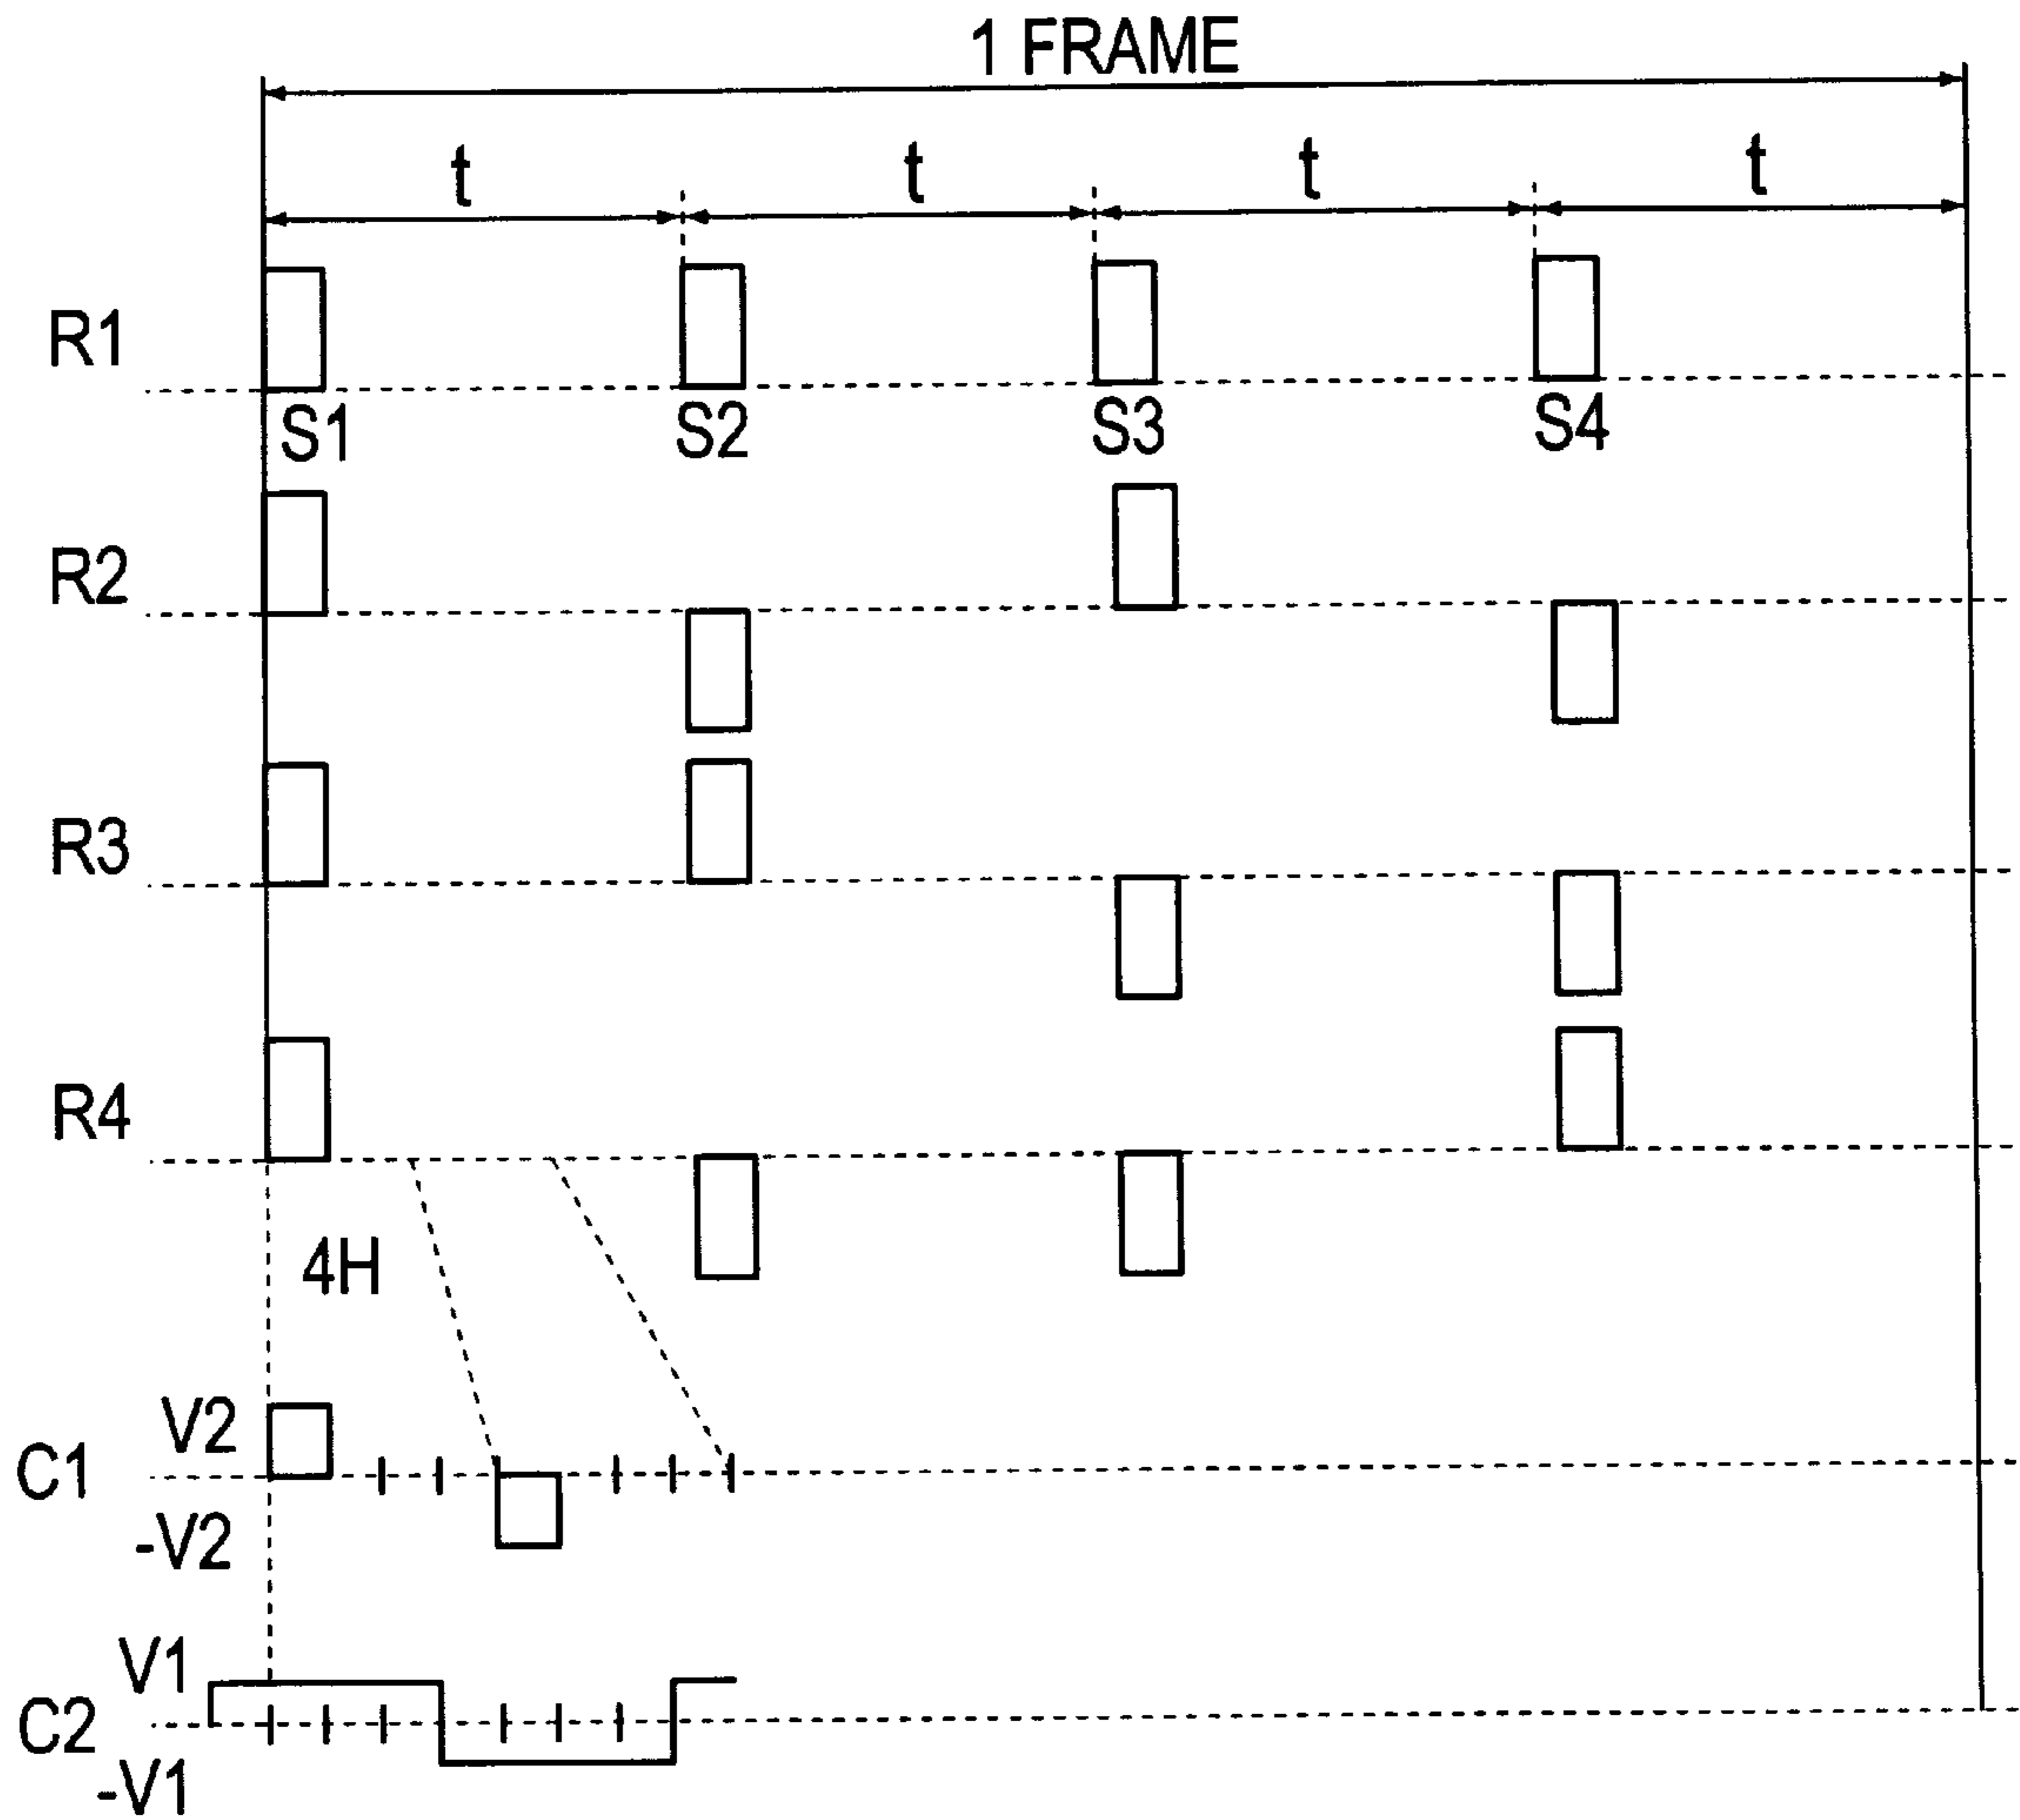 1 FRAME
t t t t
R1
S1 S2 S3 S4
R2
R3
R4
4H
V2
C1
-V2
V1
C2
-V1